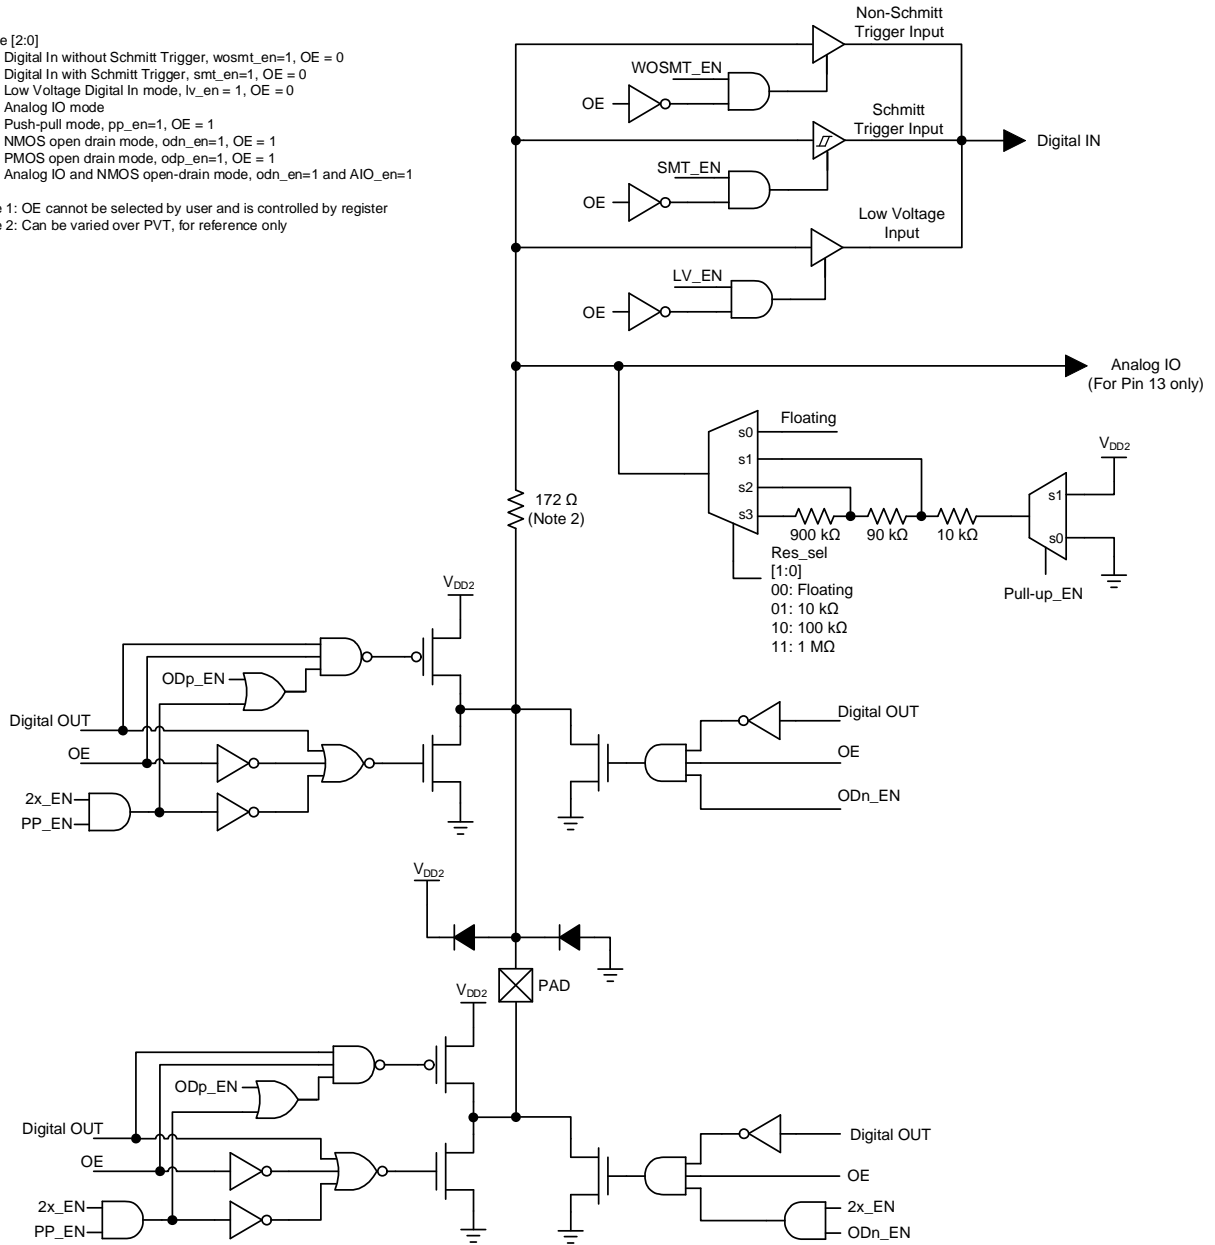 [2:0]
Digital In without Schmitt Trigger, wosmt_en=1, OE = 0
Digital In with Schmitt Trigger, smt_en=1, OE = 0
Low Voltage Digital In mode, lv_en = 1, OE = 0
Analog IO mode
Push-pull mode, pp_en=1, OE = 1
NMOS open drain mode, odn_en=1, OE = 1
PMOS open drain mode, odp_en=1, OE = 1
Analog IO and NMOS open-drain mode, odn_en=1 and AIO_en=1
1: OE cannot be selected by user and is controlled by register
2: Can be varied over PVT, for reference only
Non-Schmitt
Trigger Input
WOSMT_EN
OE
Schmitt
Trigger Input
Digital IN
SMT_EN
OE
Low Voltage
Input
LV_EN
OE
Analog IO
(For Pin 13 only)
Floating
s0
s1
s2
s3
900 kΩ
90 kΩ
10 kΩ
VDD2
s1
s0
Pull-up_EN
Res_sel
[1:0]
00: Floating
01: 10 kΩ
10: 100 kΩ
11: 1 MΩ
172 Ω
(Note 2)
VDD2
ODp_EN
Digital OUT
OE
2x_EN
PP_EN
Digital OUT
OE
ODn_EN
VDD2
PAD
VDD2
ODp_EN
Digital OUT
OE
2x_EN
PP_EN
Digital OUT
OE
2x_EN
ODn_EN